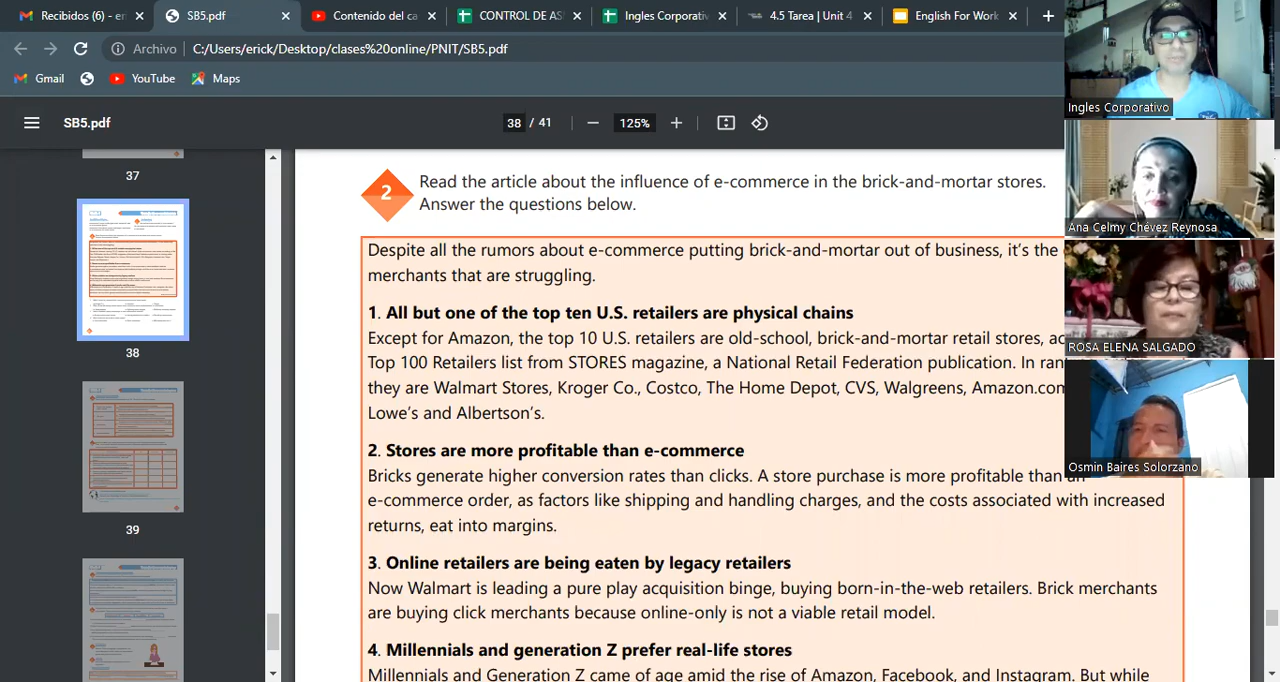 Recibidos (6) - e
SB5.pdf
Contenido del ca
CONTROL DE AS
Ingles Corporativ
4.5 Tarea | Unit 4
English For Work
Archivo
C:/Users/erick/Desktop/clases%20online/PNIT/SB5.pdf
Gmail
YouTube
Maps
SB5.pdf
38 / 41
125%
37
38
39
2
Read the article about the influence of e-commerce in the brick-and-mortar stores.
Answer the questions below.
Despite all the rumors about e-commerce putting brick-and-mortar out of business, it's the
merchants that are struggling.
1. All but one of the top ten U.S. retailers are physical chains
Except for Amazon, the top 10 U.S. retailers are old-school, brick-and-mortar retail stores,
Top 100 Retailers list from STORES magazine, a National Retail Federation publication. In
they are Walmart Stores, Kroger Co., Costco, The Home Depot, CVS, Walgreens, Amazon.com
Lowe's and Albertson's.
2. Stores are more profitable than e-commerce
Bricks generate higher conversion rates than clicks. A store purchase is more profitable than an
e-commerce order, as factors like shipping and handling charges, and the costs associated with increased
returns, eat into margins.
3. Online retailers are being eaten by legacy retailers
Now Walmart is leading a pure play acquisition binge, buying born-in-the-web retailers. Brick merchants
are buying click merchants because online-only is not a viable retail model.
4. Millennials and generation Z prefer real-life stores
Millennials and Generation Z came of age amid the rise of Amazon, Facebook, and Instagram. But while
Ingles Corporativo
Ana Celmy Chévez Reynosa
ROSA ELENA SALGADO
Osmin Baires Solorzano